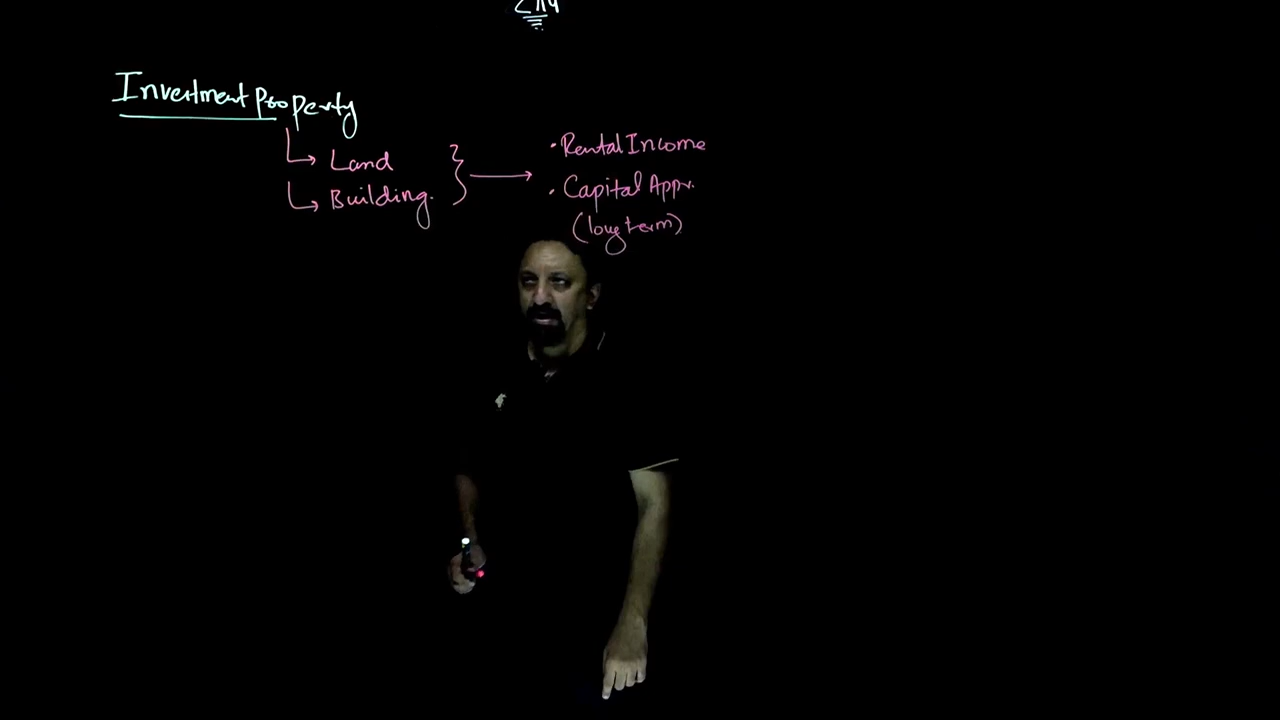 Investment property
Land
Building.
• Rental Income
• Capital Appr.
(long term)